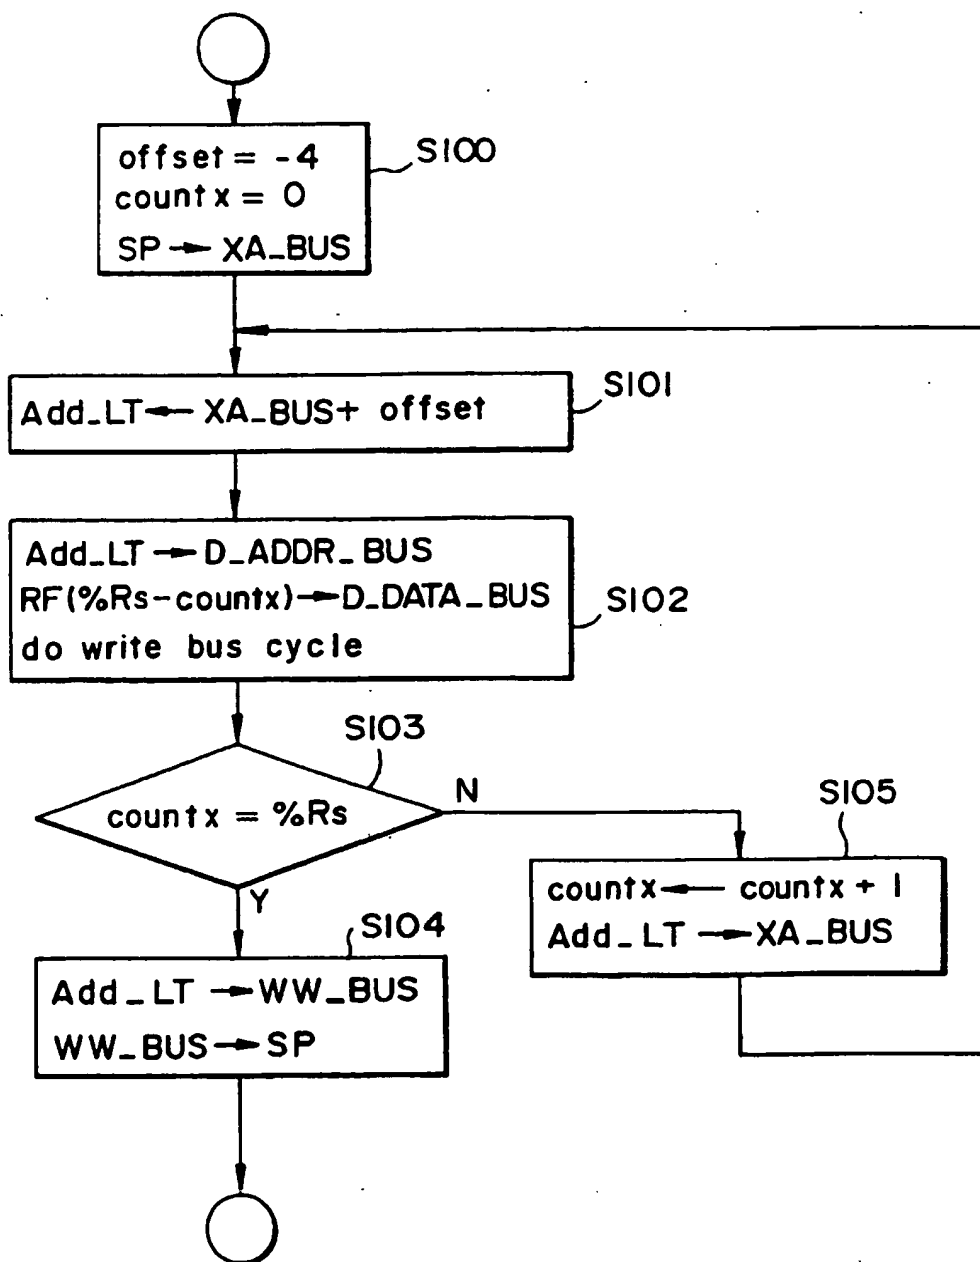 offset = -4
countx = 0
SP → XA_BUS
S100
Add_LT ← XA_BUS + offset
S101
Add_LT → D_ADDR_BUS
RF(%Rs-countx) → D_DATA_BUS
do write bus cycle
S102
S103
countx = %Rs
N
Y
S105
countx ← countx + 1
Add_LT → XA_BUS
S104
Add_LT → WW_BUS
WW_BUS → SP